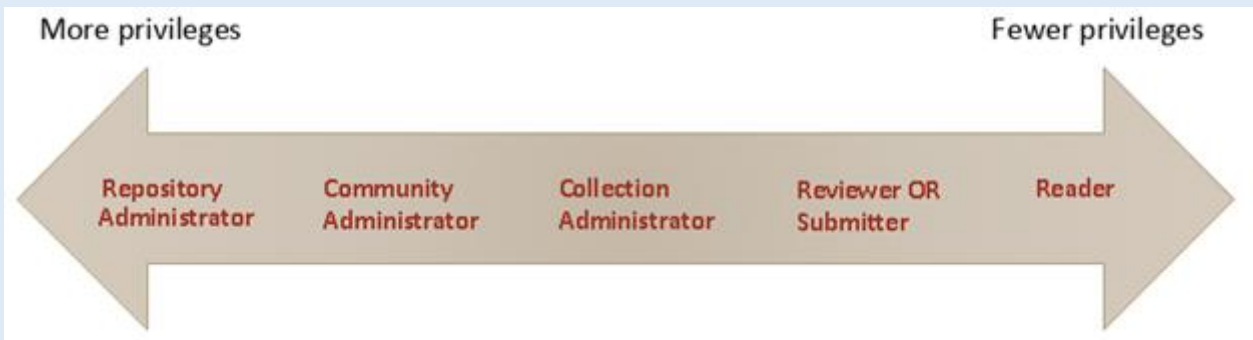 More privileges
Fewer privileges
Repository
Administrator
Community
Administrator
Collection
Administrator
Reviewer OR
Submitter
Reader